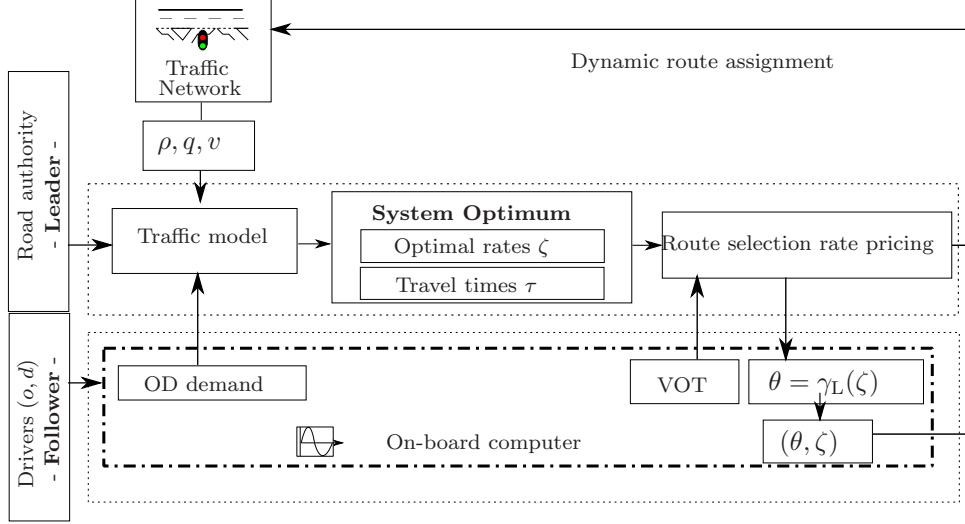 Traffic
Network
Dynamic route assignment
ρ, q, v
Road authority
- Leader -
Traffic model
System Optimum
Optimal rates ζ
Travel times τ
Route selection rate pricing
Drivers (o, d)
- Follower -
OD demand
VOT
θ = γL(ζ)
On-board computer
(θ, ζ)